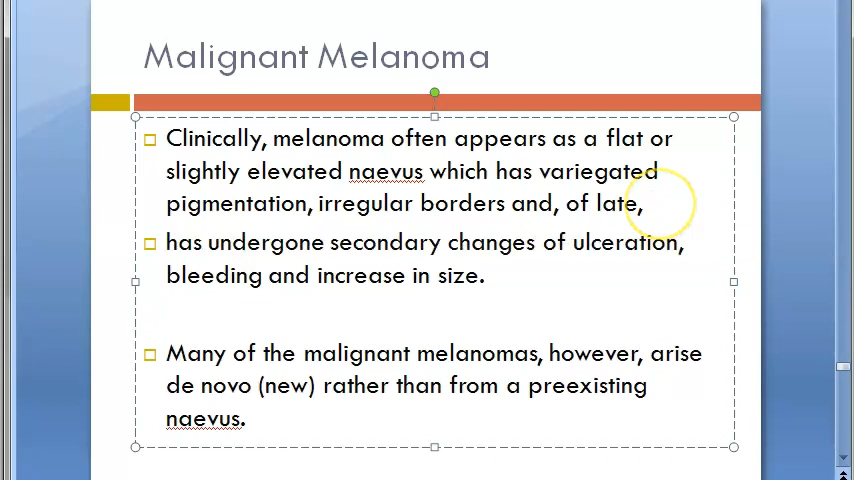 Malignant Melanoma
Clinically, melanoma often appears as a flat or
slightly elevated naevus which has variegated
pigmentation, irregular borders and, of late,
has undergone secondary changes of ulceration,
bleeding and increase in size.
Many of the malignant melanomas, however, arise
de novo (new) rather than from a preexisting
naevus.